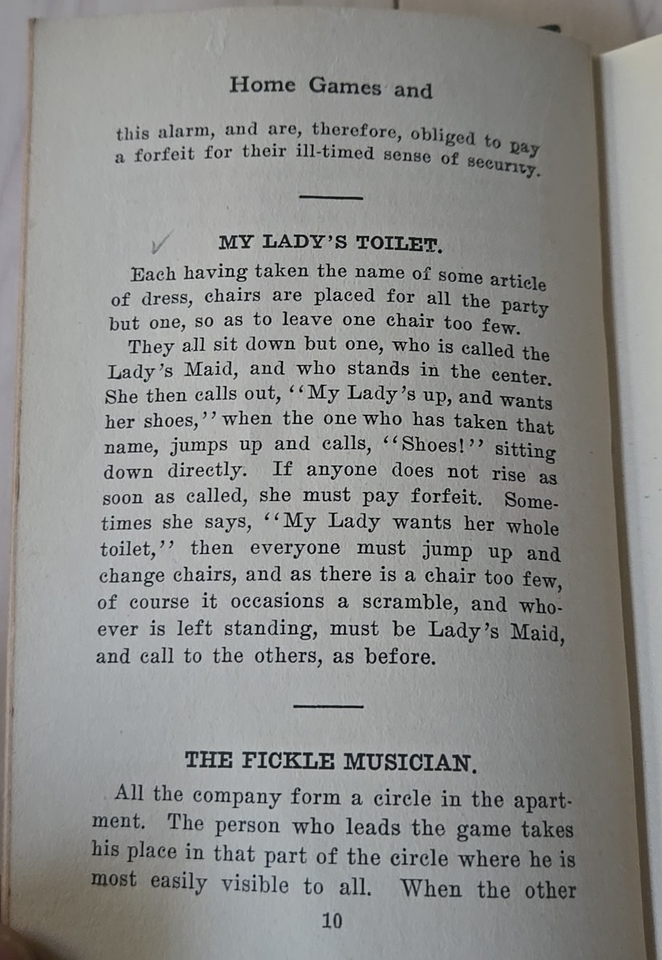 Home Games and
this alarm, and are, therefore, obliged to pay
a forfeit for their ill-timed sense of security.
MY LADY'S TOILET.
Each having taken the name of some article
of dress, chairs are placed for all the party
but one, so as to leave one chair too few.
They all sit down but one, who is called the
Lady's Maid, and who stands in the center.
She then calls out, "My Lady's up, and wants
her shoes," when the one who has taken that
name, jumps up and calls, "Shoes!" sitting
down directly. If anyone does not rise as
soon as called, she must pay forfeit. Some-
times she says, "My Lady wants her whole
toilet," then everyone must jump up and
change chairs, and as there is a chair too few,
of course it occasions a scramble, and who-
ever is left standing, must be Lady's Maid,
and call to the others, as before.
THE FICKLE MUSICIAN.
All the company form a circle in the apart-
ment. The person who leads the game takes
his place in that part of the circle where he is
most easily visible to all. When the other
10